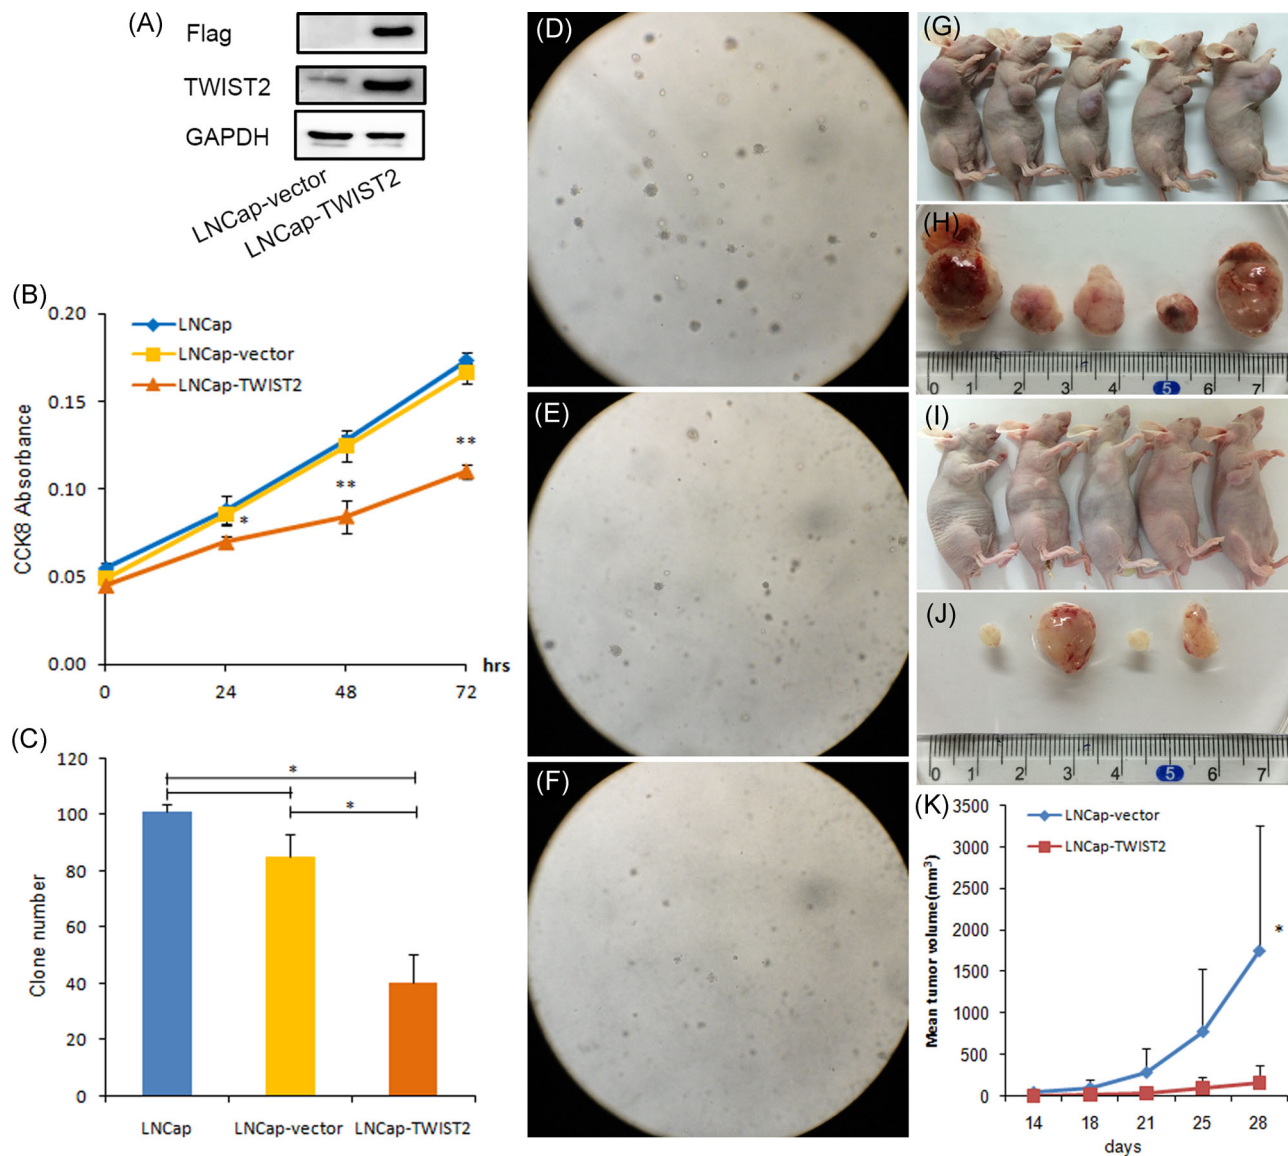 (A)
Flag
TWIST2
GAPDH
LNCap-vector
LNCap-TWIST2
(B)
0.20
0.15
0.10
0.05
0.00
CCK8 Absorbance
LNCap
LNCap-vector
LNCap-TWIST2
*
**
**
0
24
48
72
hrs
(C)
120
100
80
60
40
20
0
Clone number
*
*
LNCap
LNCap-vector
LNCap-TWIST2
(D)
(E)
(F)
(G)
(H)
0 1 2 3 4 5 6 7
(I)
(J)
0 1 2 3 4 5 6 7
(K)
3500
3000
2500
2000
1500
1000
500
0
Mean tumor volume(mm³)
LNCap-vector
LNCap-TWIST2
*
14 18 21 25 28
days